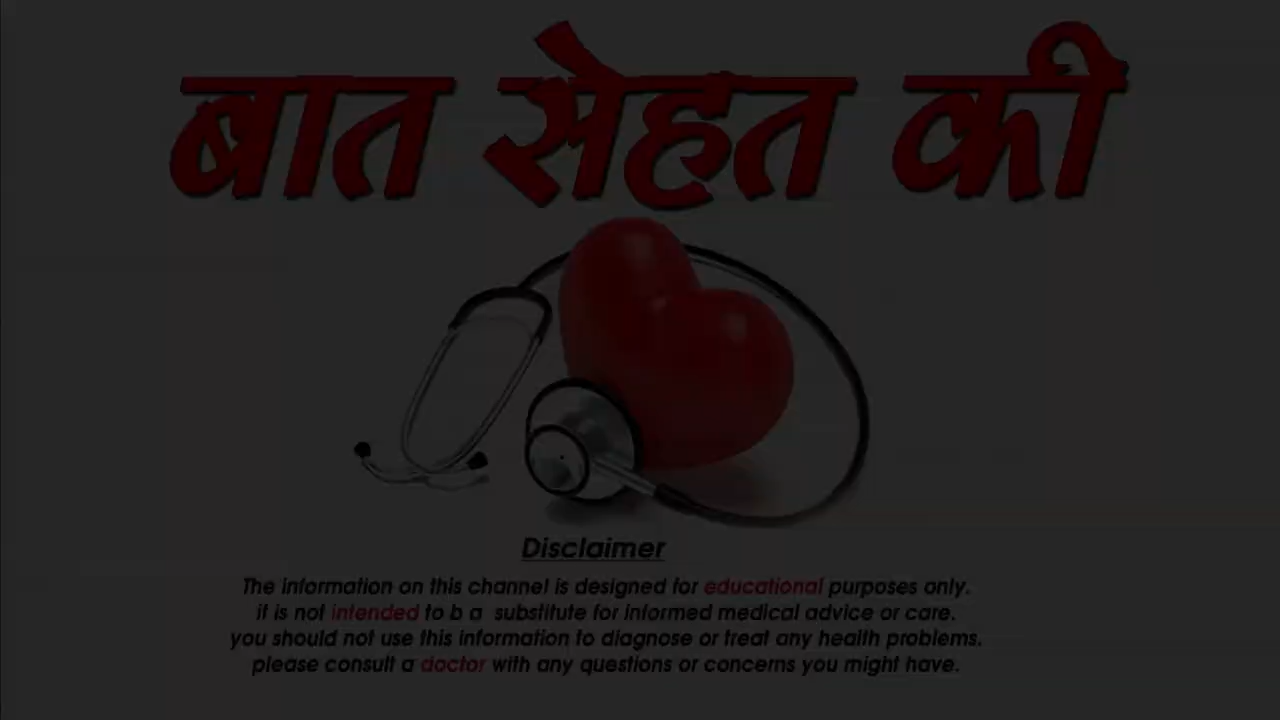 बात सेहत की
Disclaimer
The information on this channel is designed for educational purposes only.
it is not intended to b a substitute for informed medical advice or care.
you should not use this information to diagnose or treat any health problems.
please consult a doctor with any questions or concerns you might have.